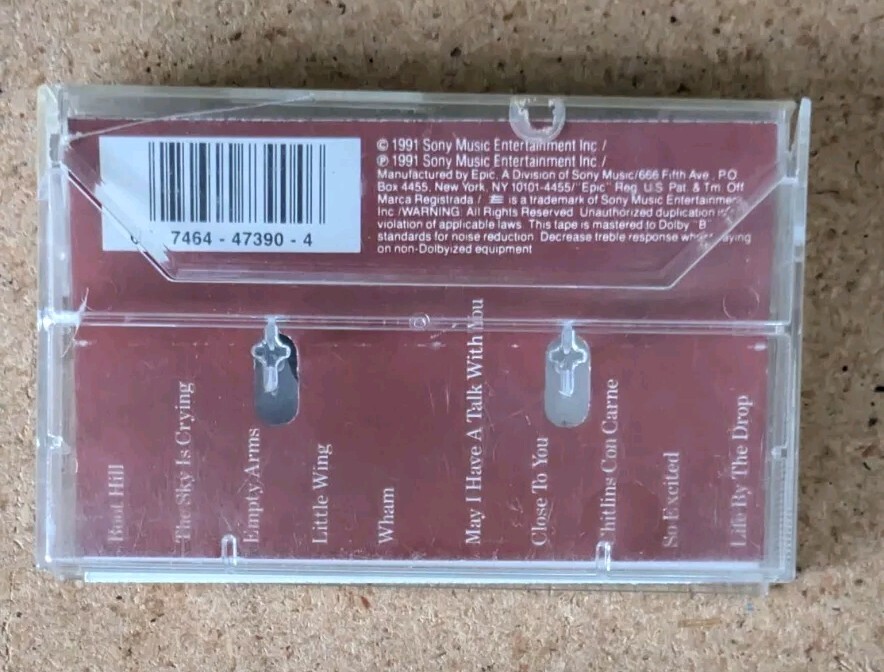 7464 - 47390 - 4
© 1991 Sony Music Entertainment Inc /
℗ 1991 Sony Music Entertainment Inc /
Manufactured by Epic, A Division of Sony Music/666 Fifth Ave., P.O.
Box 4455, New York, NY 10101-4455/"Epic" Reg. U.S. Pat. & Tm. Off
Marca Registrada / is a trademark of Sony Music Entertainment
Inc /WARNING: All Rights Reserved. Unauthorized duplication is
violation of applicable laws. This tape is mastered to Dolby "B"
standards for noise reduction. Decrease treble response when playing
on non-Dolbyized equipment
Boot Hill
The Sky Is Crying
Empty Arms
Little Wing
Wham
May I Have A Talk With You
Close To You
Chitlins Con Carne
So Excited
Life By The Drop